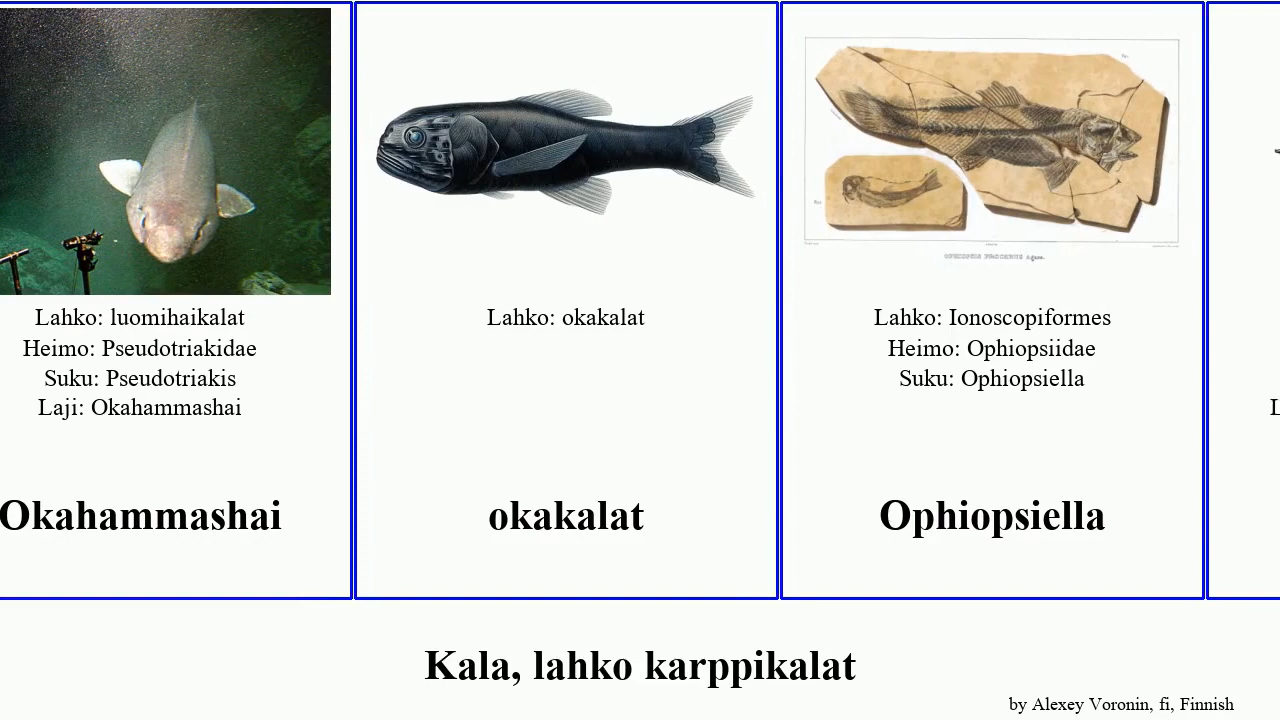 Lahko: luomihaikalat
Heimo: Pseudotriakidae
Suku: Pseudotriakis
Laji: Okahammashai
Okahammashai
Lahko: okakalat
okakalat
Lahko: Ionoscopiformes
Heimo: Ophiopsiidae
Suku: Ophiopsiella
Ophiopsiella
Kala, lahko karppikalat
by Alexey Voronin, fi, Finnish